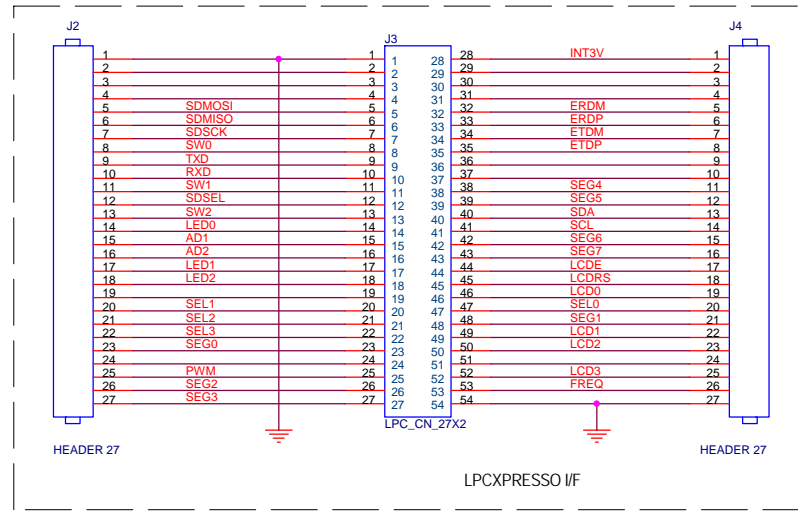 J2 J3 J4
1 1 1 28 28 INT3V 1
2 2 2 29 29 2
3 3 3 30 30 3
4 4 4 31 31 4
5 SDMOSI 5 5 32 32 ERDM 5
6 SDMISO 6 6 33 33 ERDP 6
7 SDSCK 7 7 34 34 ETDM 7
8 SW0 8 8 35 35 ETDP 8
9 TXD 9 9 36 36 9
10 RXD 10 10 37 37 10
11 SW1 11 11 38 38 SEG4 11
12 SDSEL 12 12 39 39 SEG5 12
13 SW2 13 13 40 40 SDA 13
14 LED0 14 14 41 41 SCL 14
15 AD1 15 15 42 42 SEG6 15
16 AD2 16 16 43 43 SEG7 16
17 LED1 17 17 44 44 LCDE 17
18 LED2 18 18 45 45 LCDRS 18
19 19 19 46 46 LCD0 19
20 SEL1 20 20 47 47 SEL0 20
21 SEL2 21 21 48 48 SEG1 21
22 SEL3 22 22 49 49 LCD1 22
23 SEG0 23 23 50 50 LCD2 23
24 24 24 51 51 24
25 PWM 25 25 52 52 LCD3 25
26 SEG2 26 26 53 53 FREQ 26
27 SEG3 27 27 54 54 27
LPC_CN_27X2
HEADER 27 HEADER 27
LPCXPRESSO I/F